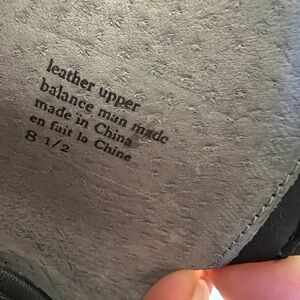 leather upper
balance man made
made in China
en fait la Chine
8 1/2